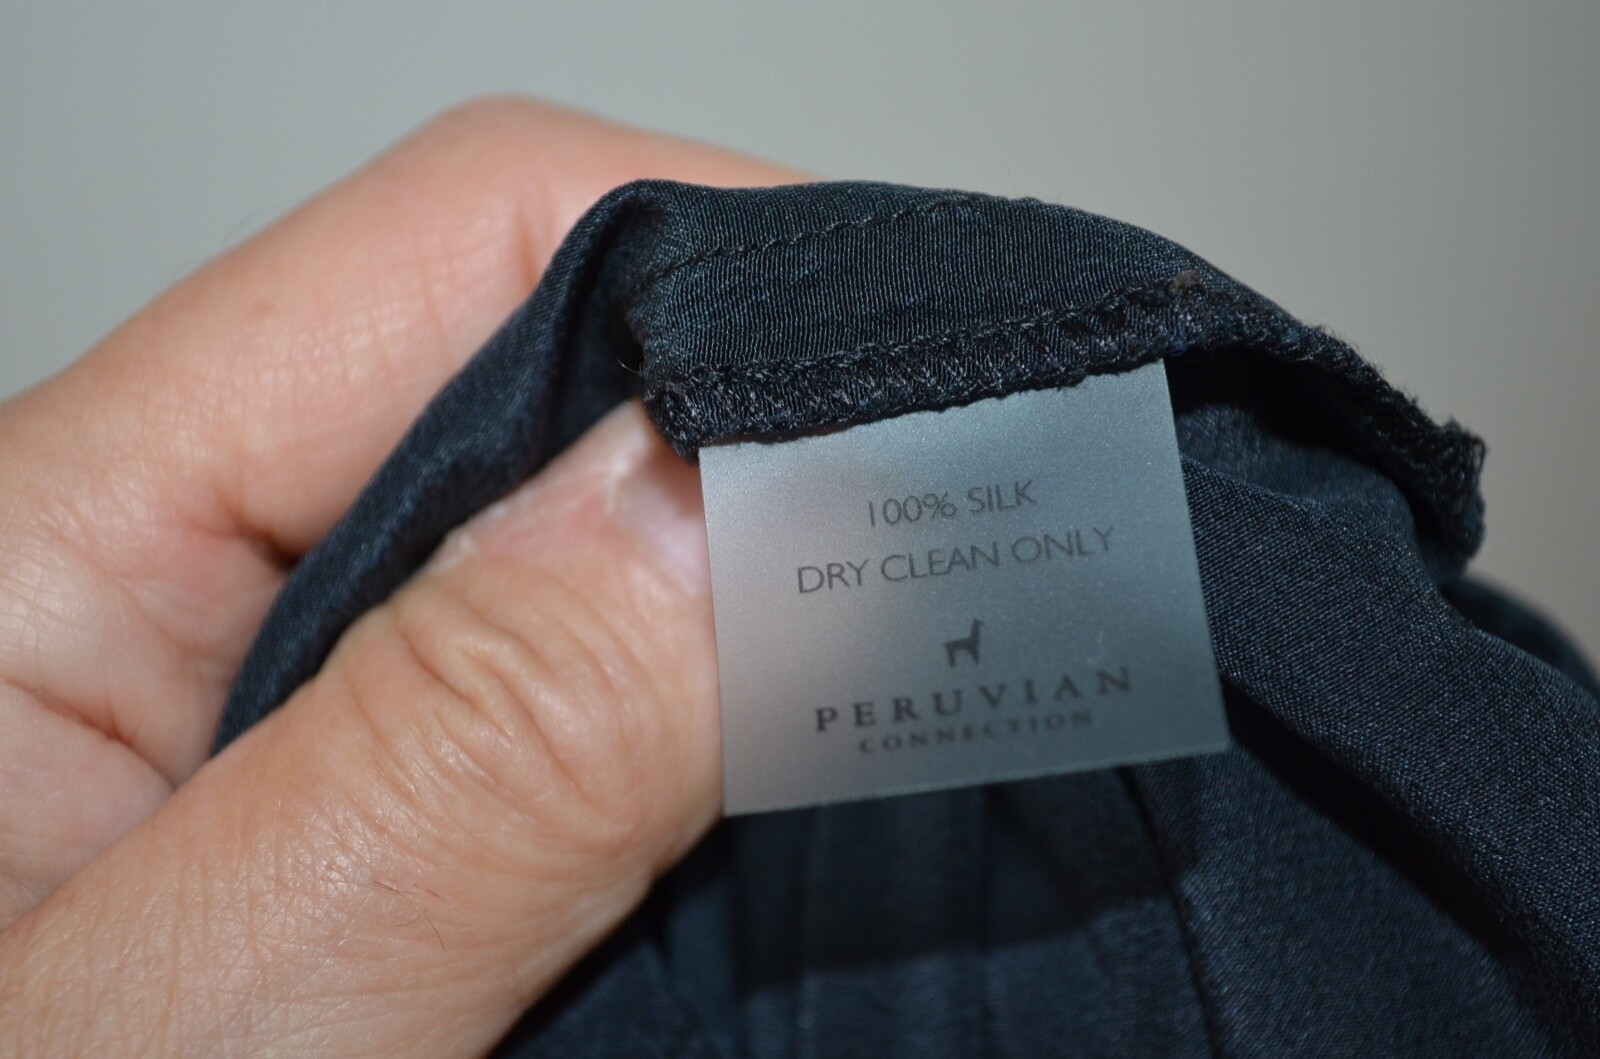 100% SILK
DRY CLEAN ONLY
PERUVIAN
CONNECTION